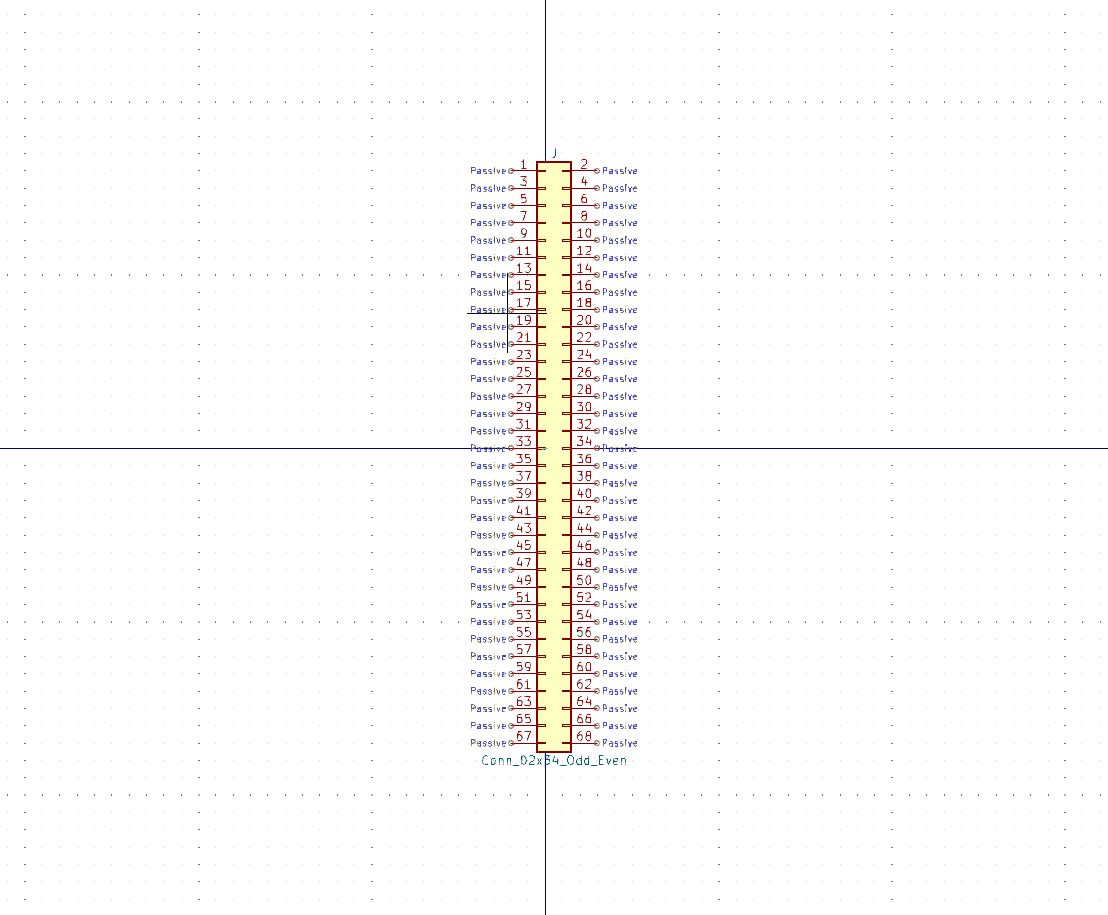 J
Passive 1 2 Passive
Passive 3 4 Passive
Passive 5 6 Passive
Passive 7 8 Passive
Passive 9 10 Passive
Passive 11 12 Passive
Passive 13 14 Passive
Passive 15 16 Passive
Passive 17 18 Passive
Passive 19 20 Passive
Passive 21 22 Passive
Passive 23 24 Passive
Passive 25 26 Passive
Passive 27 28 Passive
Passive 29 30 Passive
Passive 31 32 Passive
Passive 33 34 Passive
Passive 35 36 Passive
Passive 37 38 Passive
Passive 39 40 Passive
Passive 41 42 Passive
Passive 43 44 Passive
Passive 45 46 Passive
Passive 47 48 Passive
Passive 49 50 Passive
Passive 51 52 Passive
Passive 53 54 Passive
Passive 55 56 Passive
Passive 57 58 Passive
Passive 59 60 Passive
Passive 61 62 Passive
Passive 63 64 Passive
Passive 65 66 Passive
Passive 67 68 Passive
Conn_02x34_Odd_Even